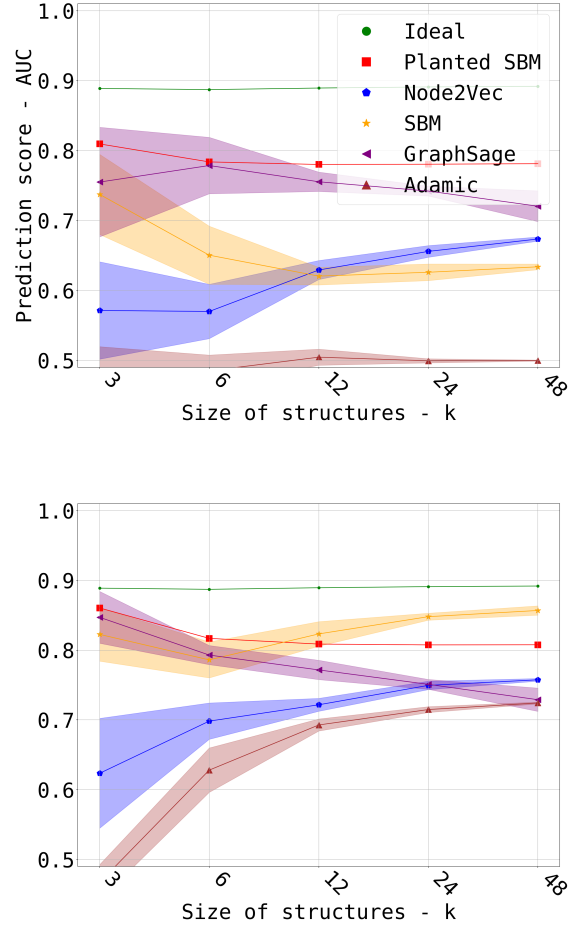 1.0
0.9
0.8
0.7
0.6
0.5
Prediction score - AUC
Ideal
Planted SBM
Node2Vec
SBM
GraphSage
Adamic
3
6
12
24
48
Size of structures - k
1.0
0.9
0.8
0.7
0.6
0.5
3
6
12
24
48
Size of structures - k